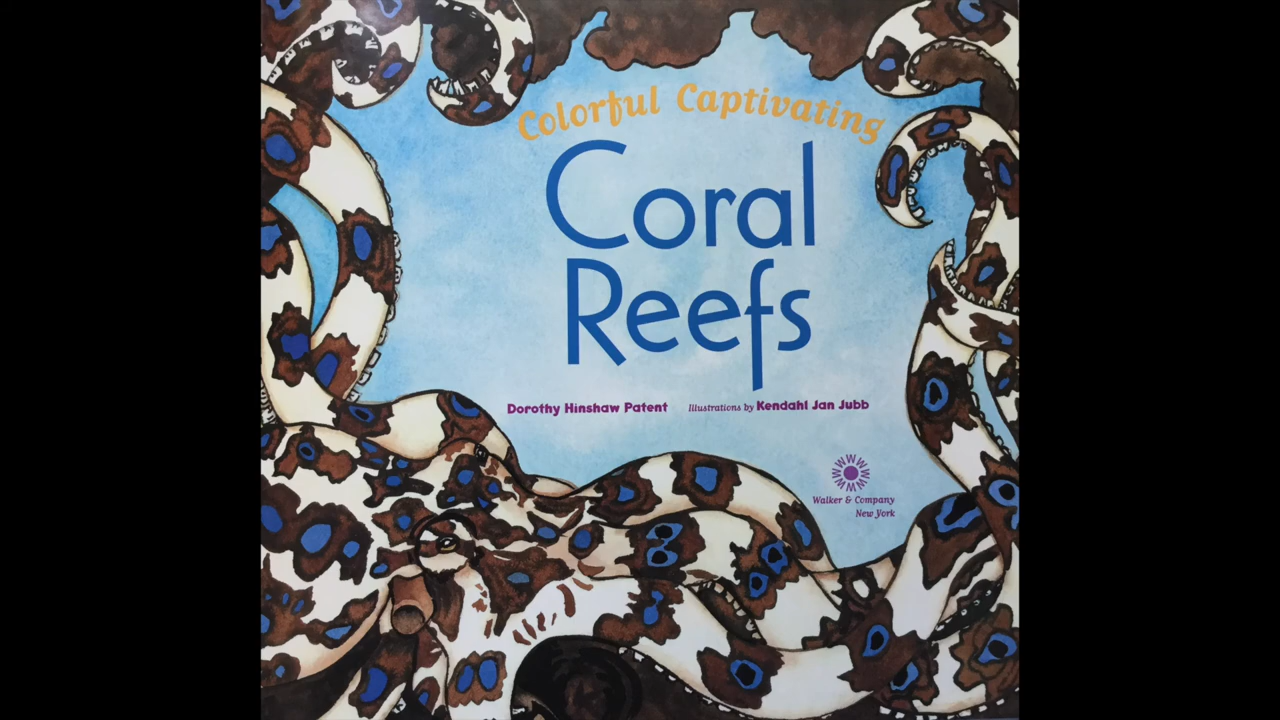 Colorful Captivating
Coral
Reefs
Dorothy Hinshaw Patent
Illustrations by Kendahl Jan Jubb
Walker & Company
New York